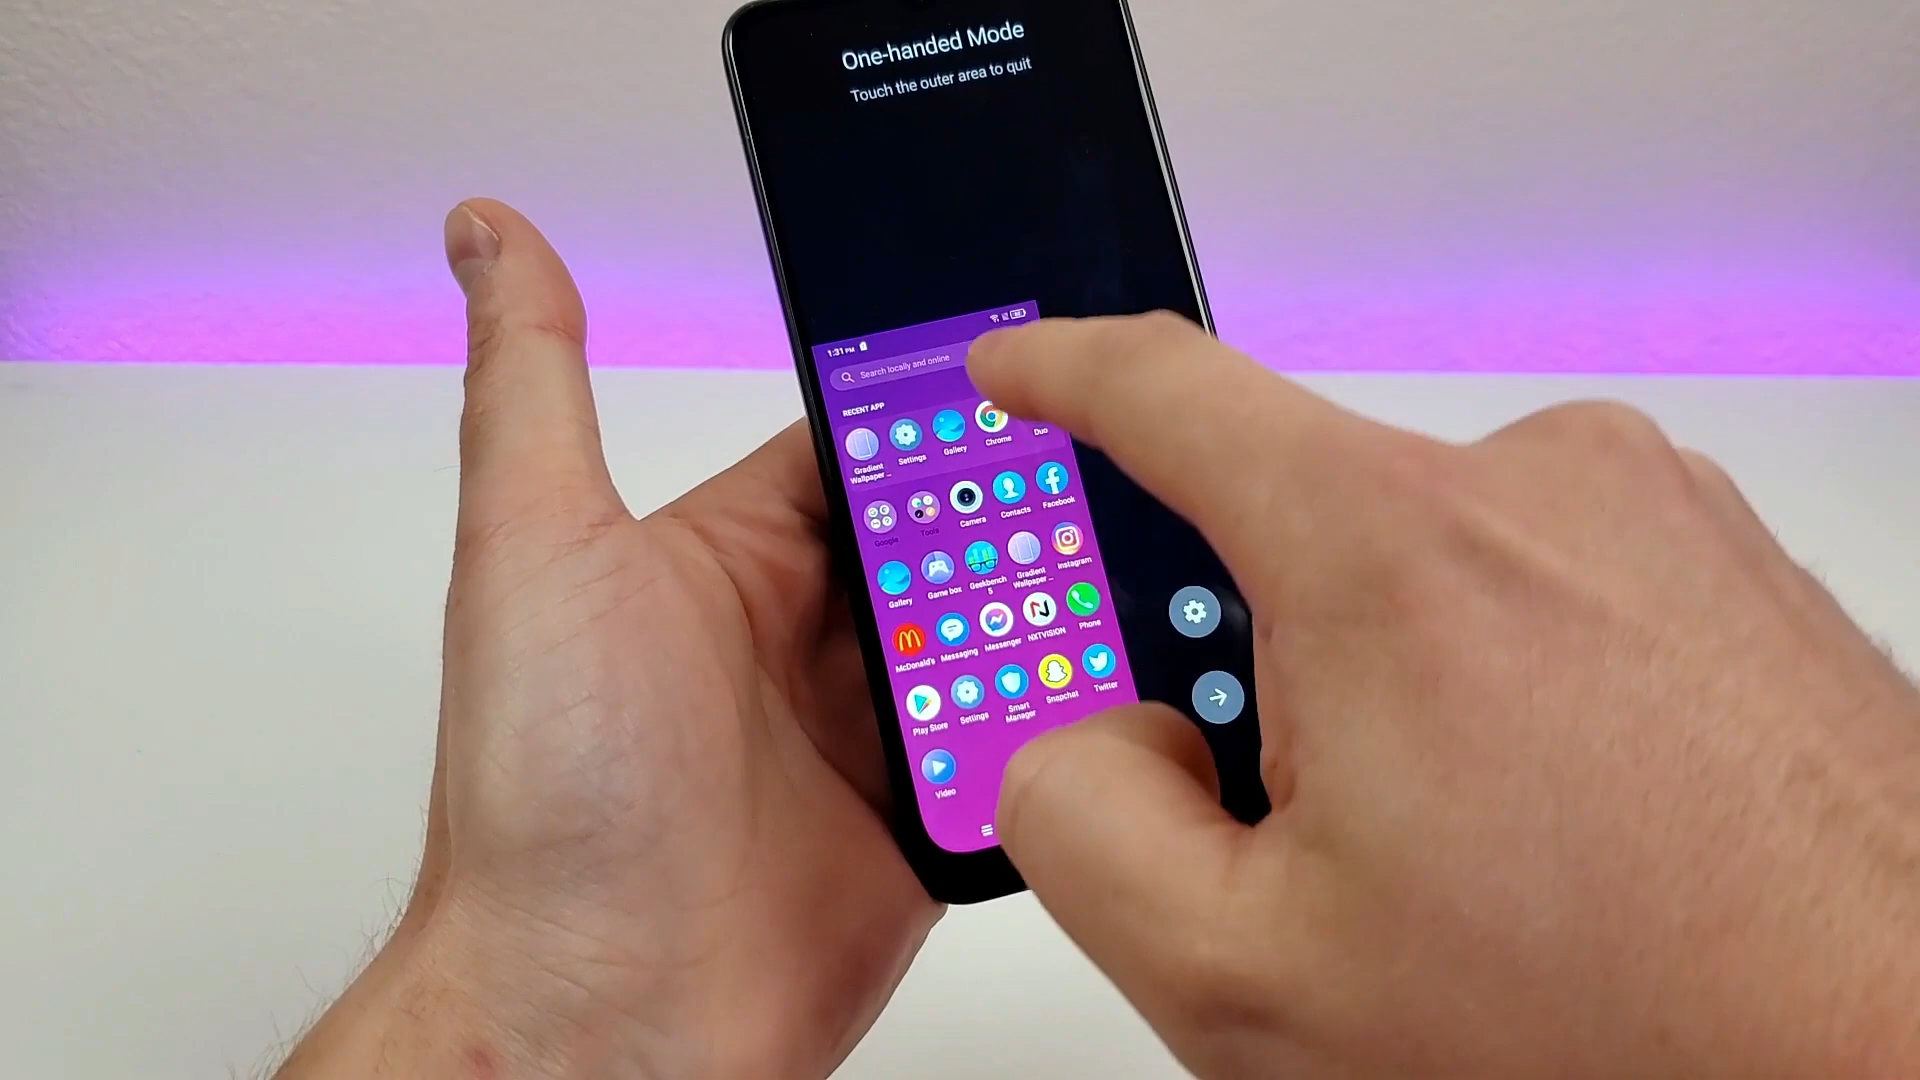 One-handed Mode
Touch the outer area to quit
1:31 PM
Search locally and online
RECENT APP
Gradient
Wallpaper ...
Settings
Gallery
Chrome
Duo
Google
Tools
Camera
Contacts
Facebook
Gallery
Game box
Geekbench
5
Gradient
Wallpaper ...
Instagram
McDonald's
Messaging
Messenger
NXTVISION
Phone
Play Store
Settings
Smart
Manager
Snapchat
Twitter
Video